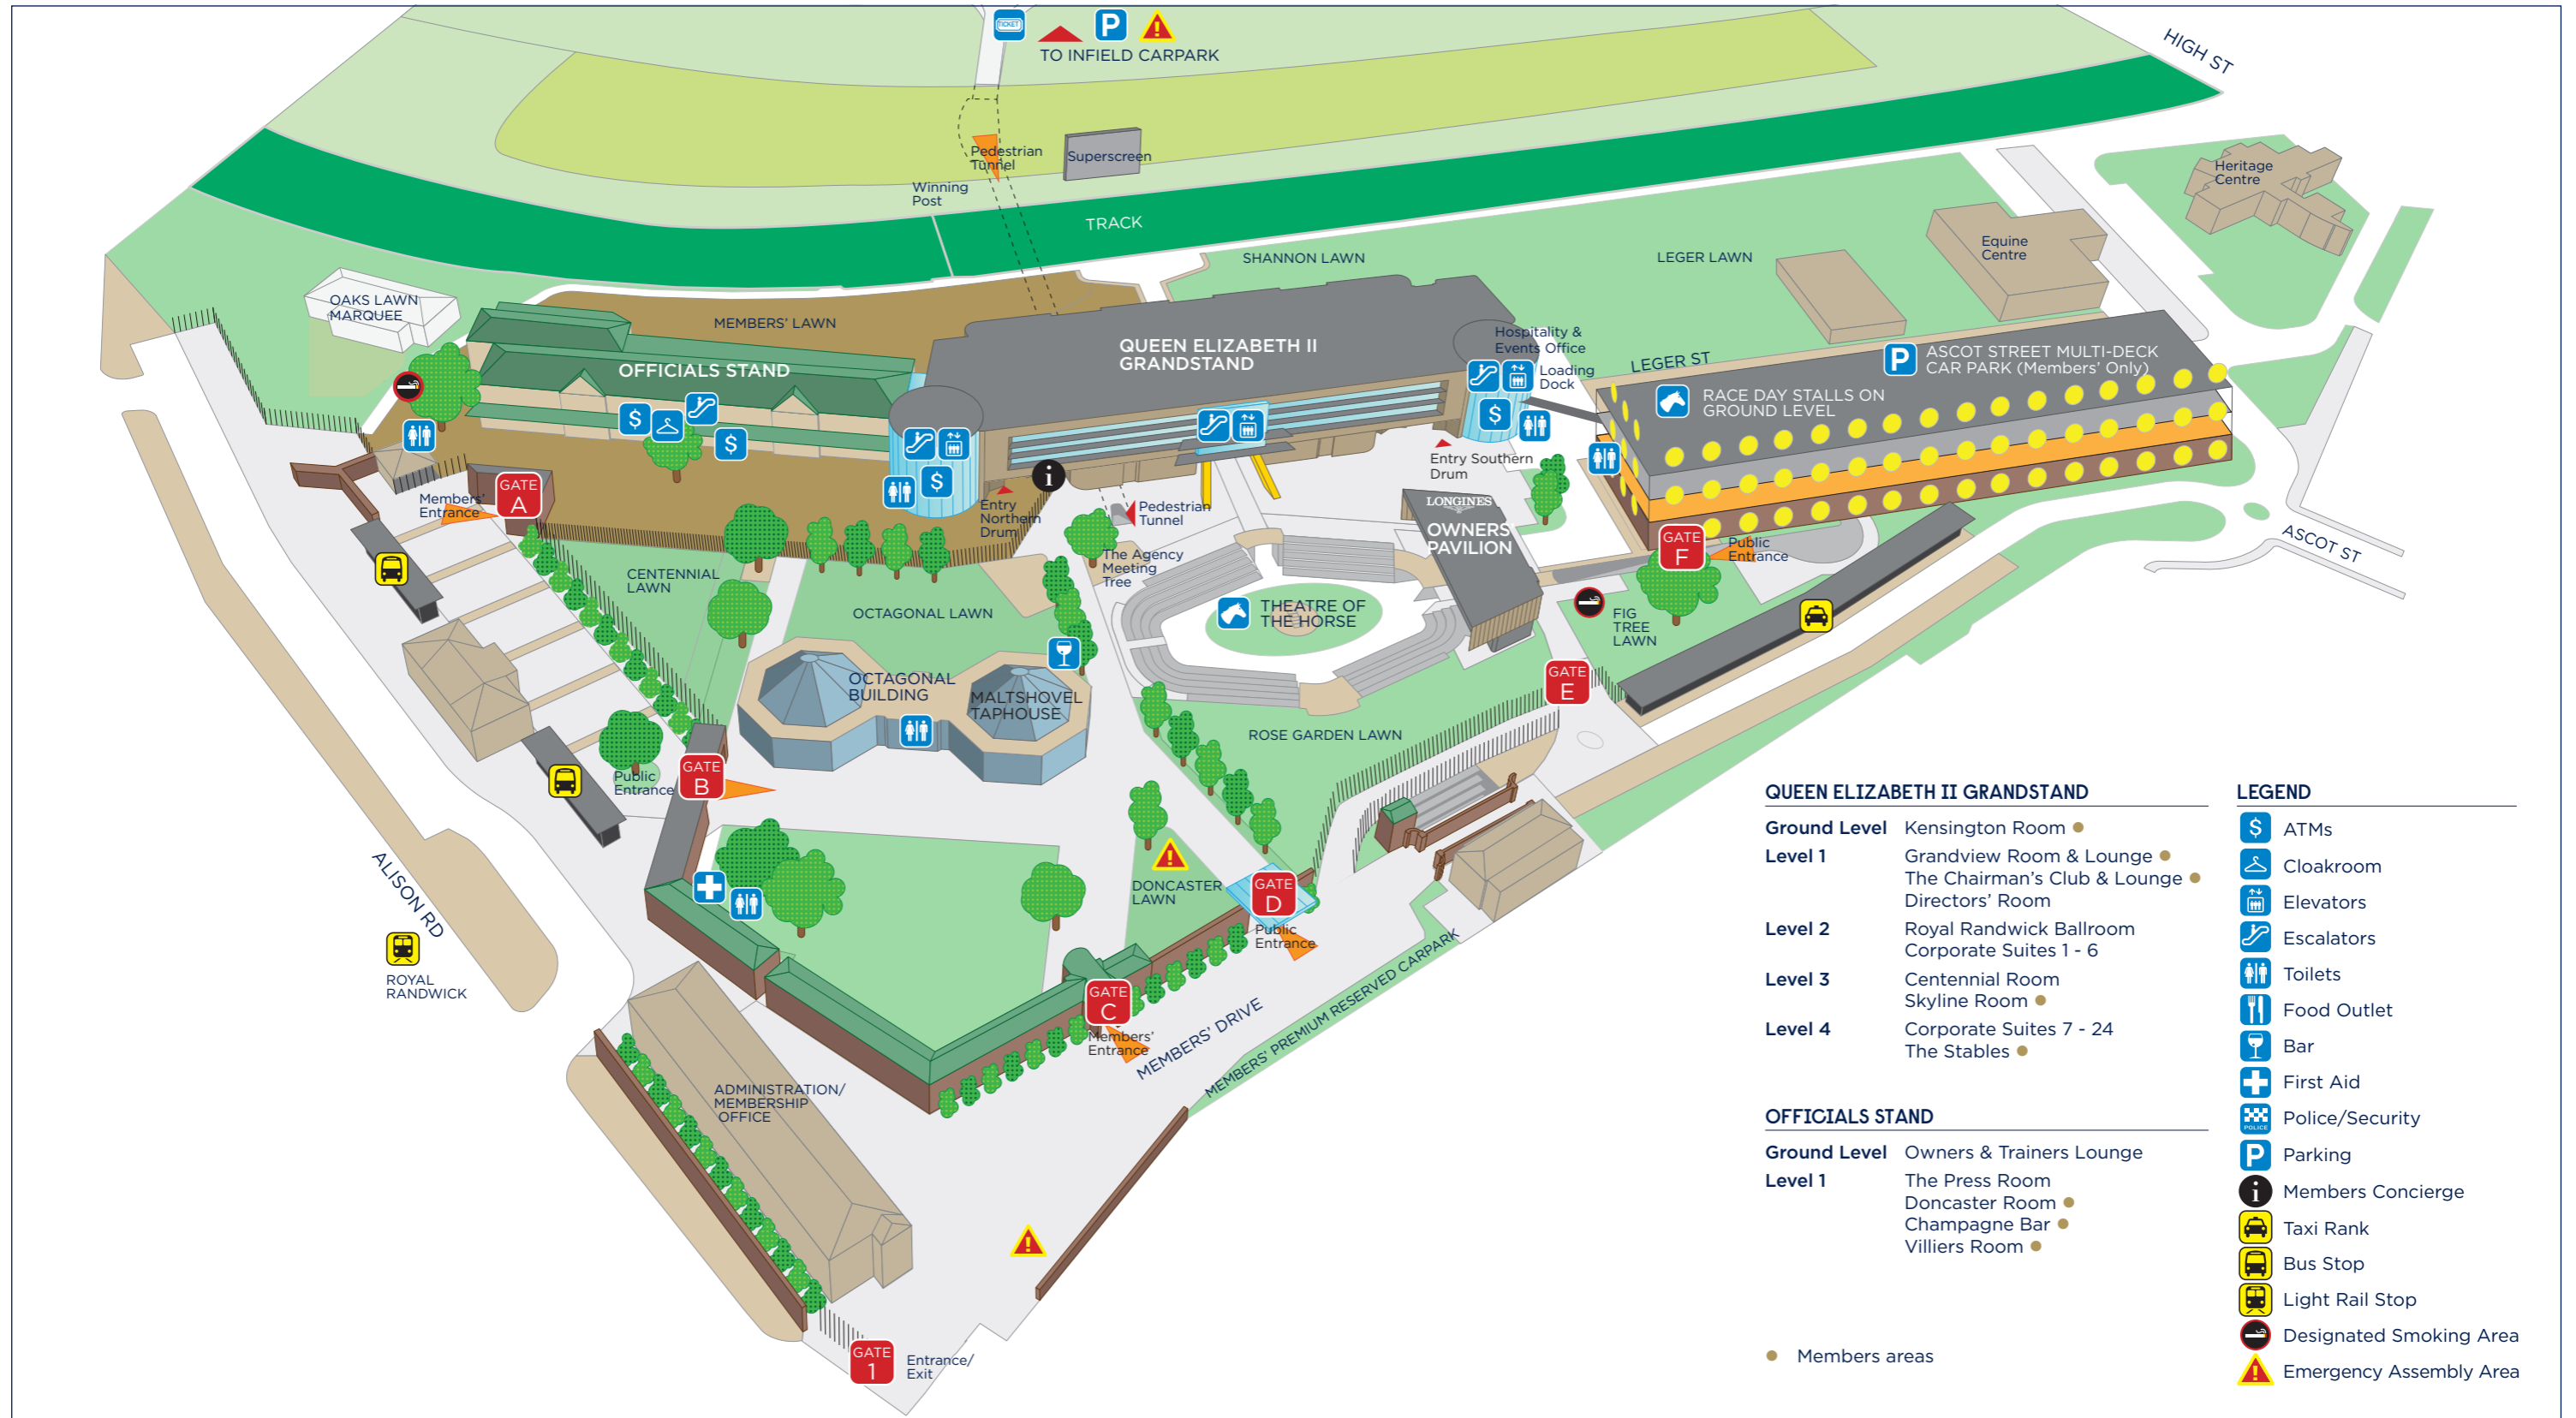 TICKET
P
TO INFIELD CARPARK
HIGH ST
Pedestrian
Tunnel
Superscreen
Winning
Post
TRACK
Heritage
Centre
Equine
Centre
SHANNON LAWN
LEGER LAWN
OAKS LAWN
MARQUEE
MEMBERS' LAWN
OFFICIALS STAND
QUEEN ELIZABETH II
GRANDSTAND
Hospitality &
Events Office
Loading
Dock
LEGER ST
P
ASCOT STREET MULTI-DECK
CAR PARK (Members' Only)
RACE DAY STALLS ON
GROUND LEVEL
$
$
$
$
Members'
Entrance
GATE
A
Entry
Northern
Drum
i
Pedestrian
Tunnel
Entry Southern
Drum
LONGINES
OWNERS
PAVILION
GATE
F
Public
Entrance
ASCOT ST
The Agency
Meeting
Tree
CENTENNIAL
LAWN
OCTAGONAL LAWN
THEATRE OF
THE HORSE
FIG
TREE
LAWN
OCTAGONAL
BUILDING
MALTSHOVEL
TAPHOUSE
GATE
E
ROSE GARDEN LAWN
Public
Entrance
GATE
B
ALISON RD
ROYAL
RANDWICK
DONCASTER
LAWN
GATE
D
Public
Entrance
GATE
C
Members'
Entrance
MEMBERS' DRIVE
MEMBERS' PREMIUM RESERVED CARPARK
ADMINISTRATION/
MEMBERSHIP
OFFICE
GATE
1
Entrance/
Exit
QUEEN ELIZABETH II GRANDSTAND
Ground Level Kensington Room
Level 1 Grandview Room & Lounge
The Chairman's Club & Lounge
Directors' Room
Level 2 Royal Randwick Ballroom
Corporate Suites 1 - 6
Level 3 Centennial Room
Skyline Room
Level 4 Corporate Suites 7 - 24
The Stables
OFFICIALS STAND
Ground Level Owners & Trainers Lounge
Level 1 The Press Room
Doncaster Room
Champagne Bar
Villiers Room
Members areas
LEGEND
$ ATMs
Cloakroom
Elevators
Escalators
Toilets
Food Outlet
Bar
First Aid
POLICE Police/Security
P Parking
i Members Concierge
Taxi Rank
Bus Stop
Light Rail Stop
Designated Smoking Area
! Emergency Assembly Area